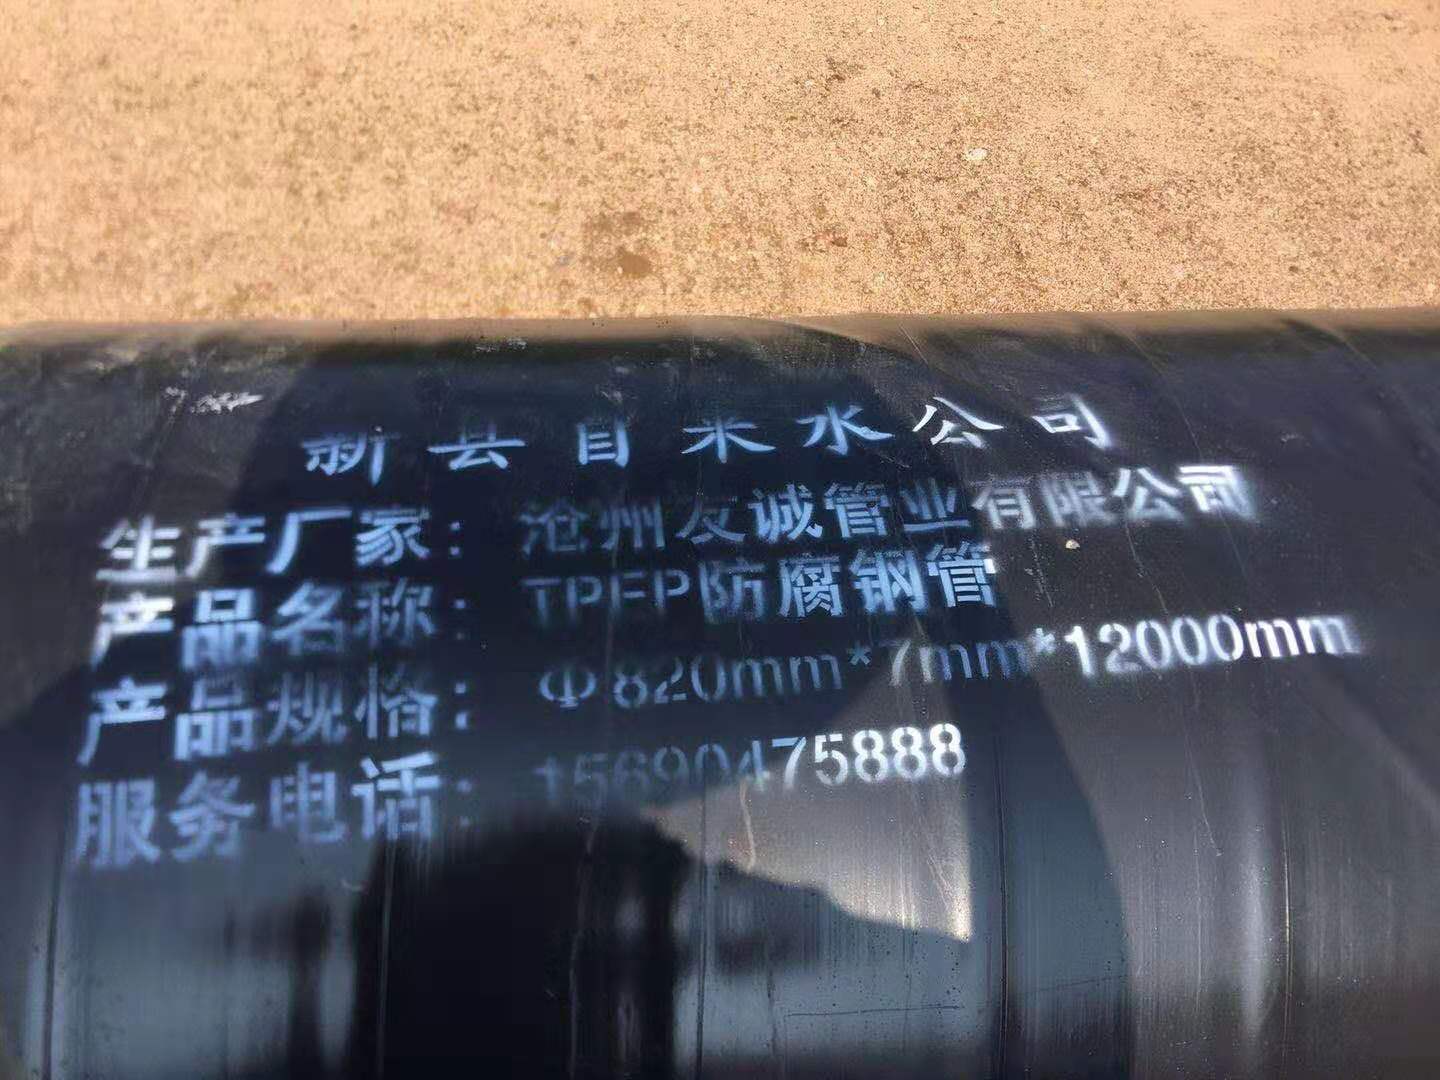 新县自来水公司
生产厂家：沧州友诚管业有限公司
产品名称：TPEP防腐钢管
产品规格：Φ820mm*7mm*12000mm
服务电话：15690475888